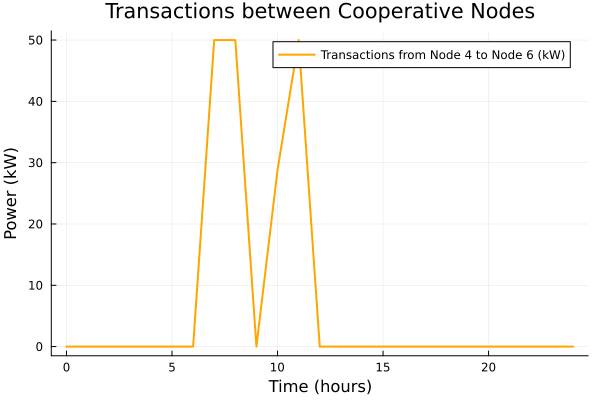 Transactions between Cooperative Nodes
Transactions from Node 4 to Node 6 (kW)
Power (kW)
50
40
30
20
10
0
0 5 10 15 20
Time (hours)